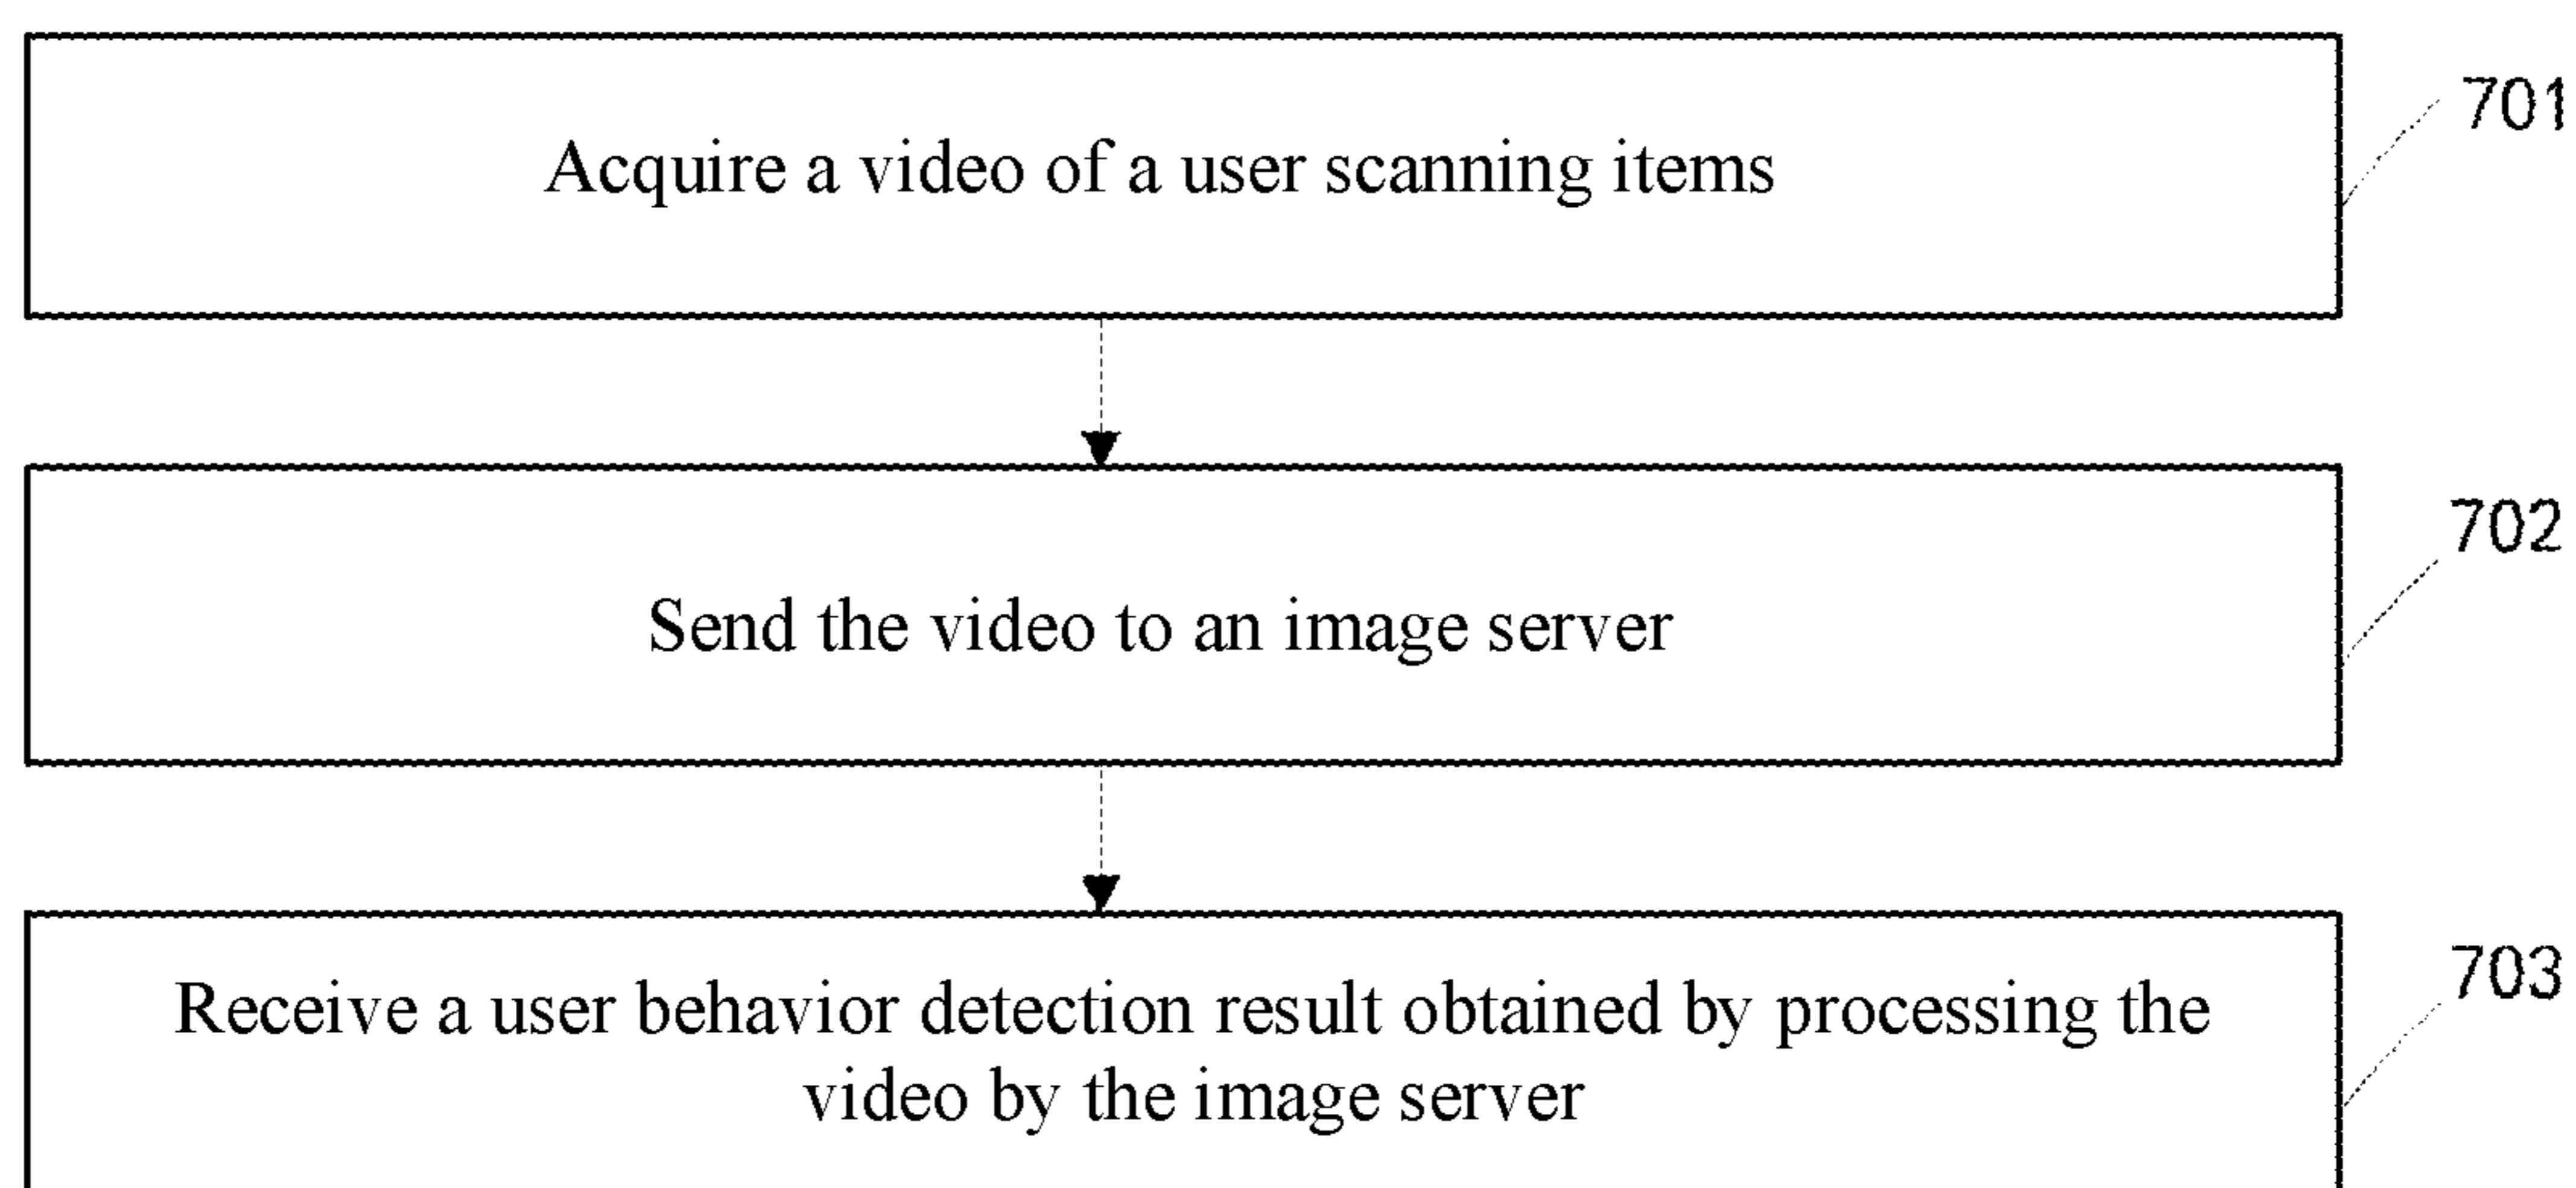 Acquire a video of a user scanning items
701
Send the video to an image server
702
Receive a user behavior detection result obtained by processing the
video by the image server
703